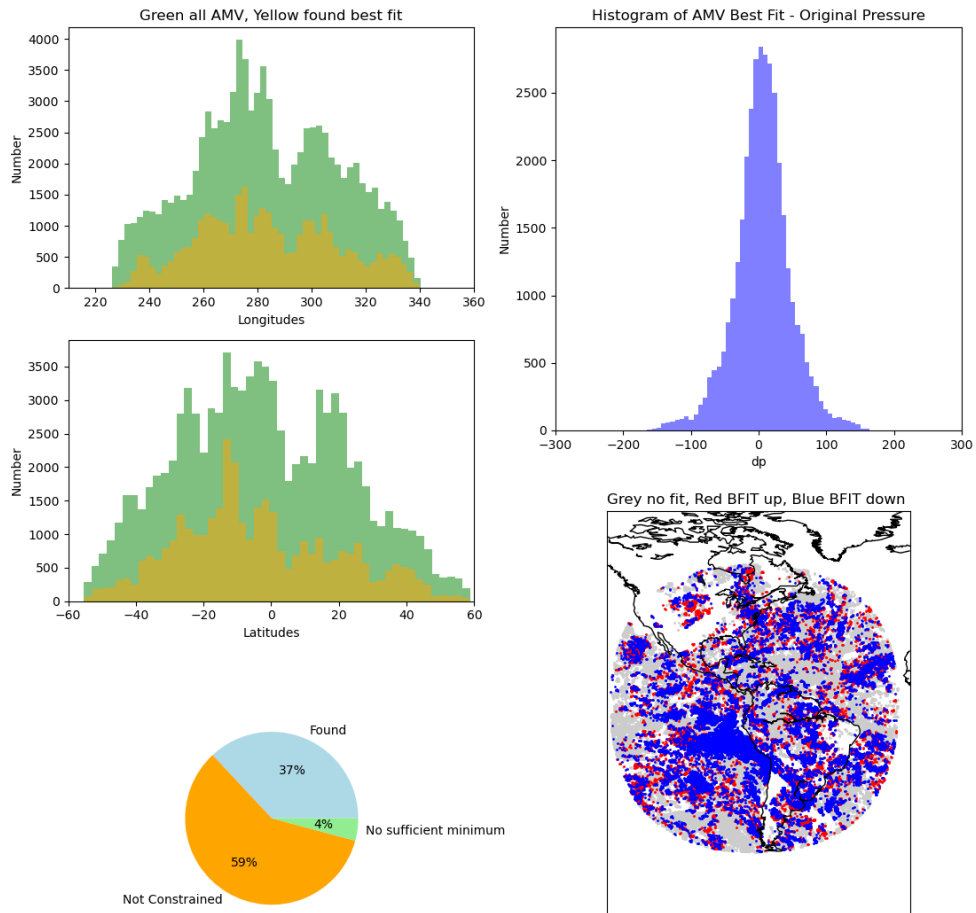 Green all AMV, Yellow found best fit
4000
3500
3000
2500
2000
1500
1000
500
0
Number
220 240 260 280 300 320 340 360
Longitudes
3500
3000
2500
2000
1500
1000
500
0
Number
−60 −40 −20 0 20 40 60
Latitudes
Found
37%
4%
No sufficient minimum
59%
Not Constrained
Histogram of AMV Best Fit - Original Pressure
2500
2000
1500
1000
500
0
Number
−300 −200 −100 0 100 200 300
dp
Grey no fit, Red BFIT up, Blue BFIT down